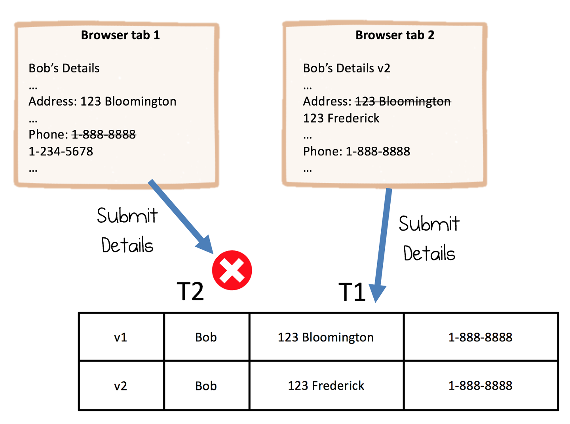 Browser tab 1
Bob's Details
...
Address: 123 Bloomington
...
Phone: 1-888-8888
1-234-5678
...
Browser tab 2
Bob's Details v2
...
Address: 123 Bloomington
123 Frederick
...
Phone: 1-888-8888
...
Submit
Details
Submit
Details
T2
T1
v1 Bob 123 Bloomington 1-888-8888
v2 Bob 123 Frederick 1-888-8888